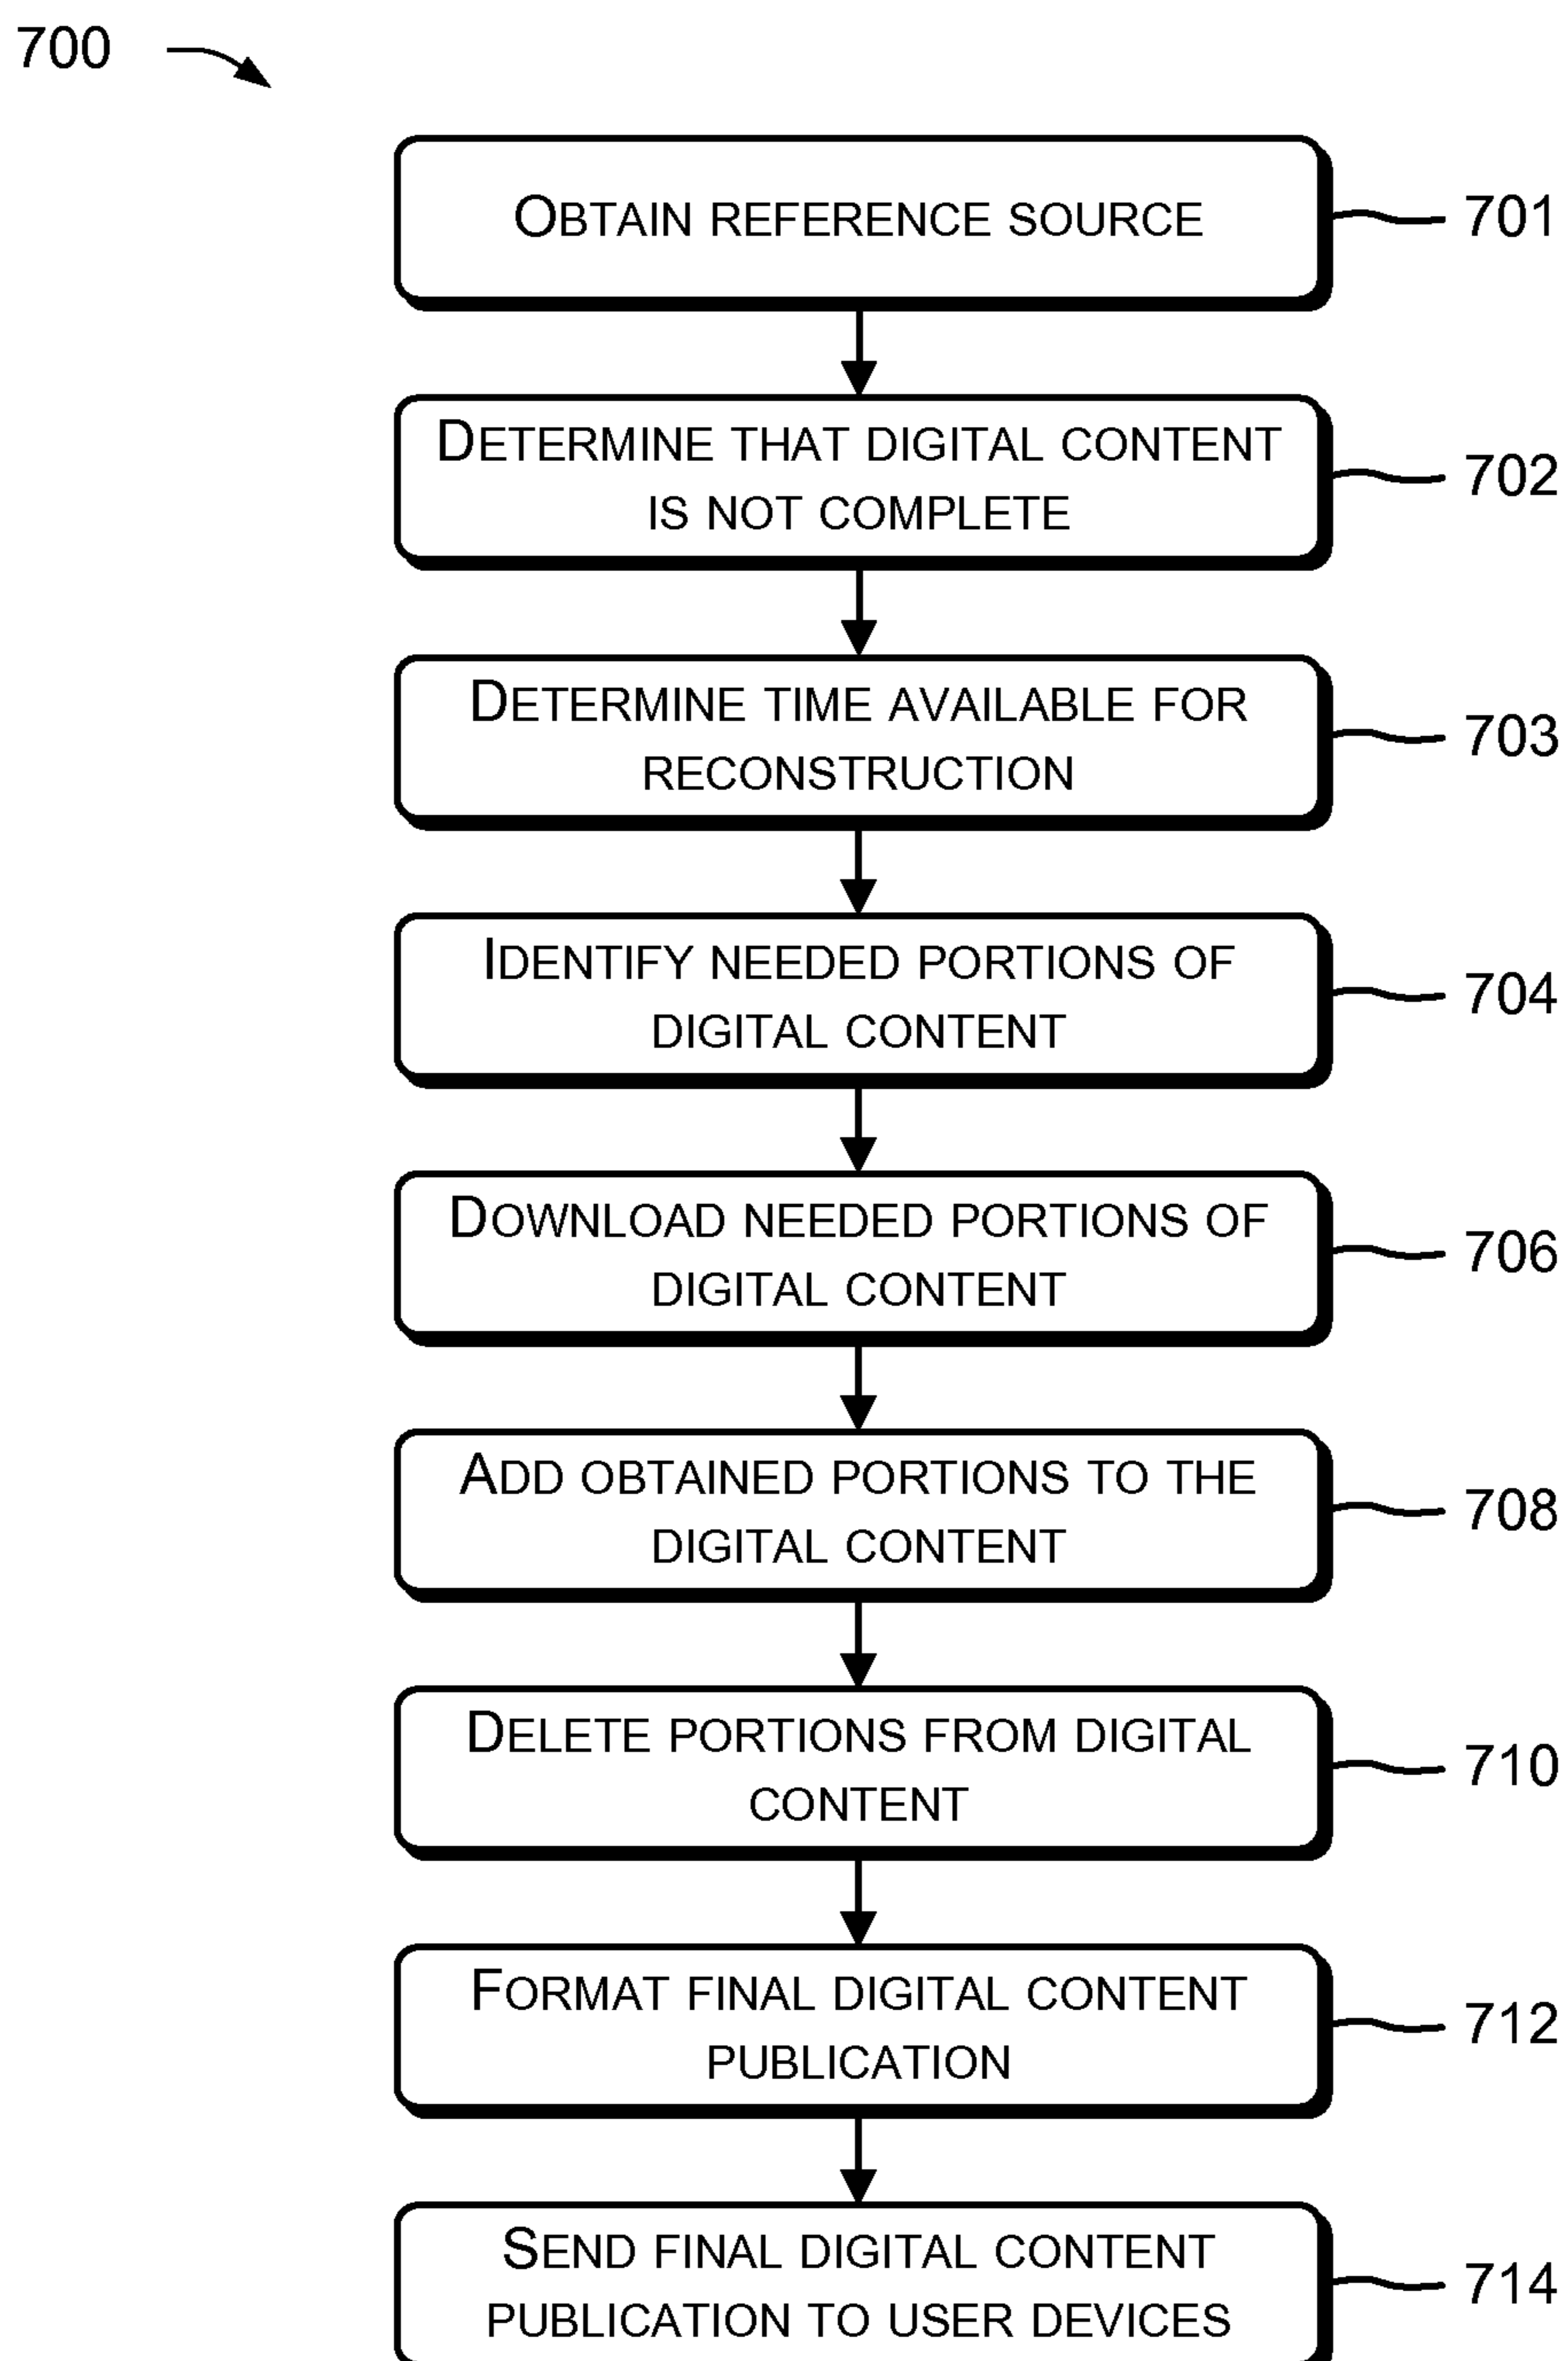 700
OBTAIN REFERENCE SOURCE
701
DETERMINE THAT DIGITAL CONTENT
IS NOT COMPLETE
702
DETERMINE TIME AVAILABLE FOR
RECONSTRUCTION
703
IDENTIFY NEEDED PORTIONS OF
DIGITAL CONTENT
704
DOWNLOAD NEEDED PORTIONS OF
DIGITAL CONTENT
706
ADD OBTAINED PORTIONS TO THE
DIGITAL CONTENT
708
DELETE PORTIONS FROM DIGITAL
CONTENT
710
FORMAT FINAL DIGITAL CONTENT
PUBLICATION
712
SEND FINAL DIGITAL CONTENT
PUBLICATION TO USER DEVICES
714